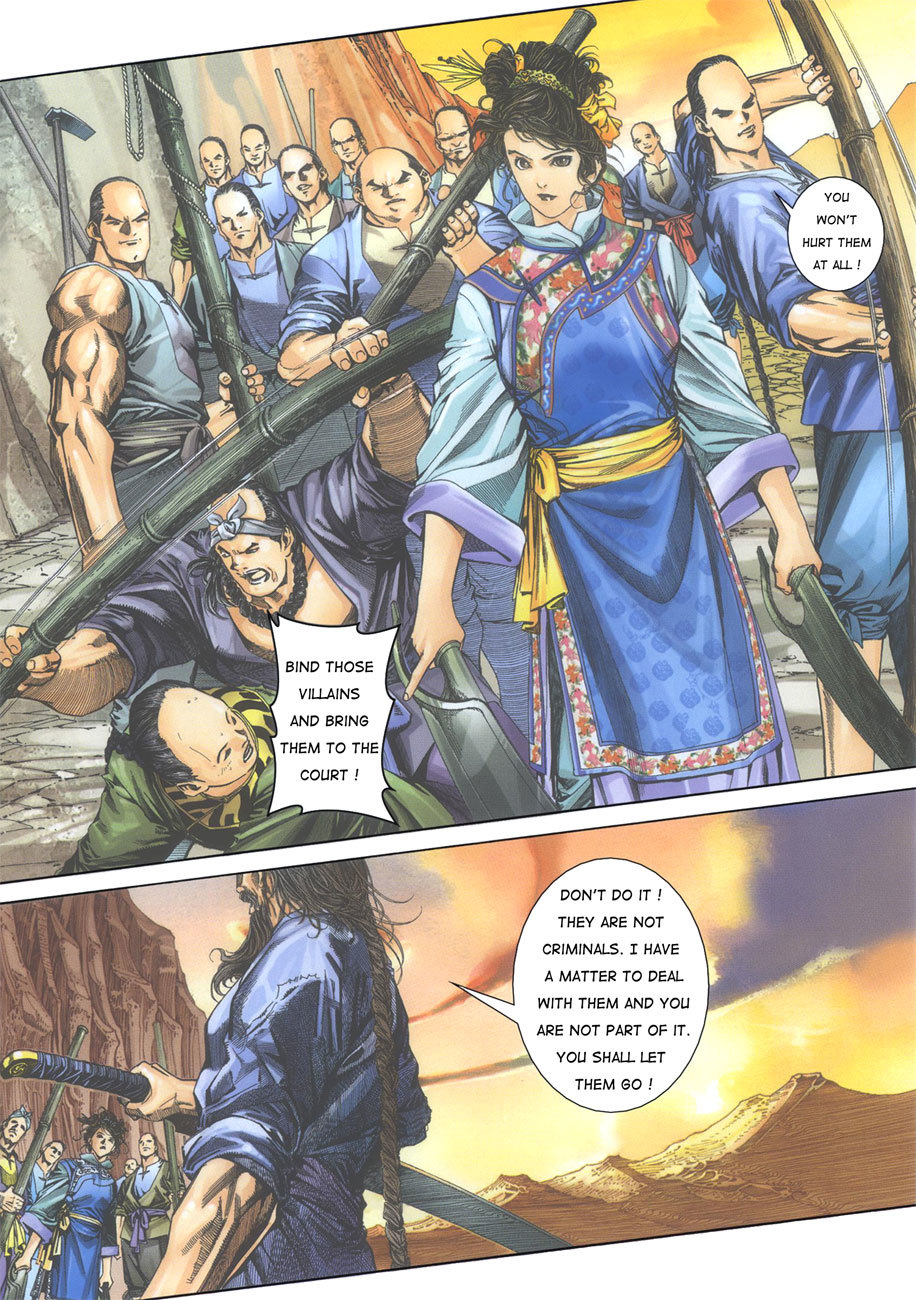 YOU
WON'T
HURT THEM
AT ALL !
BIND THOSE
VILLAINS
AND BRING
THEM TO THE
COURT !
DON'T DO IT !
THEY ARE NOT
CRIMINALS. I HAVE
A MATTER TO DEAL
WITH THEM AND YOU
ARE NOT PART OF IT.
YOU SHALL LET
THEM GO !